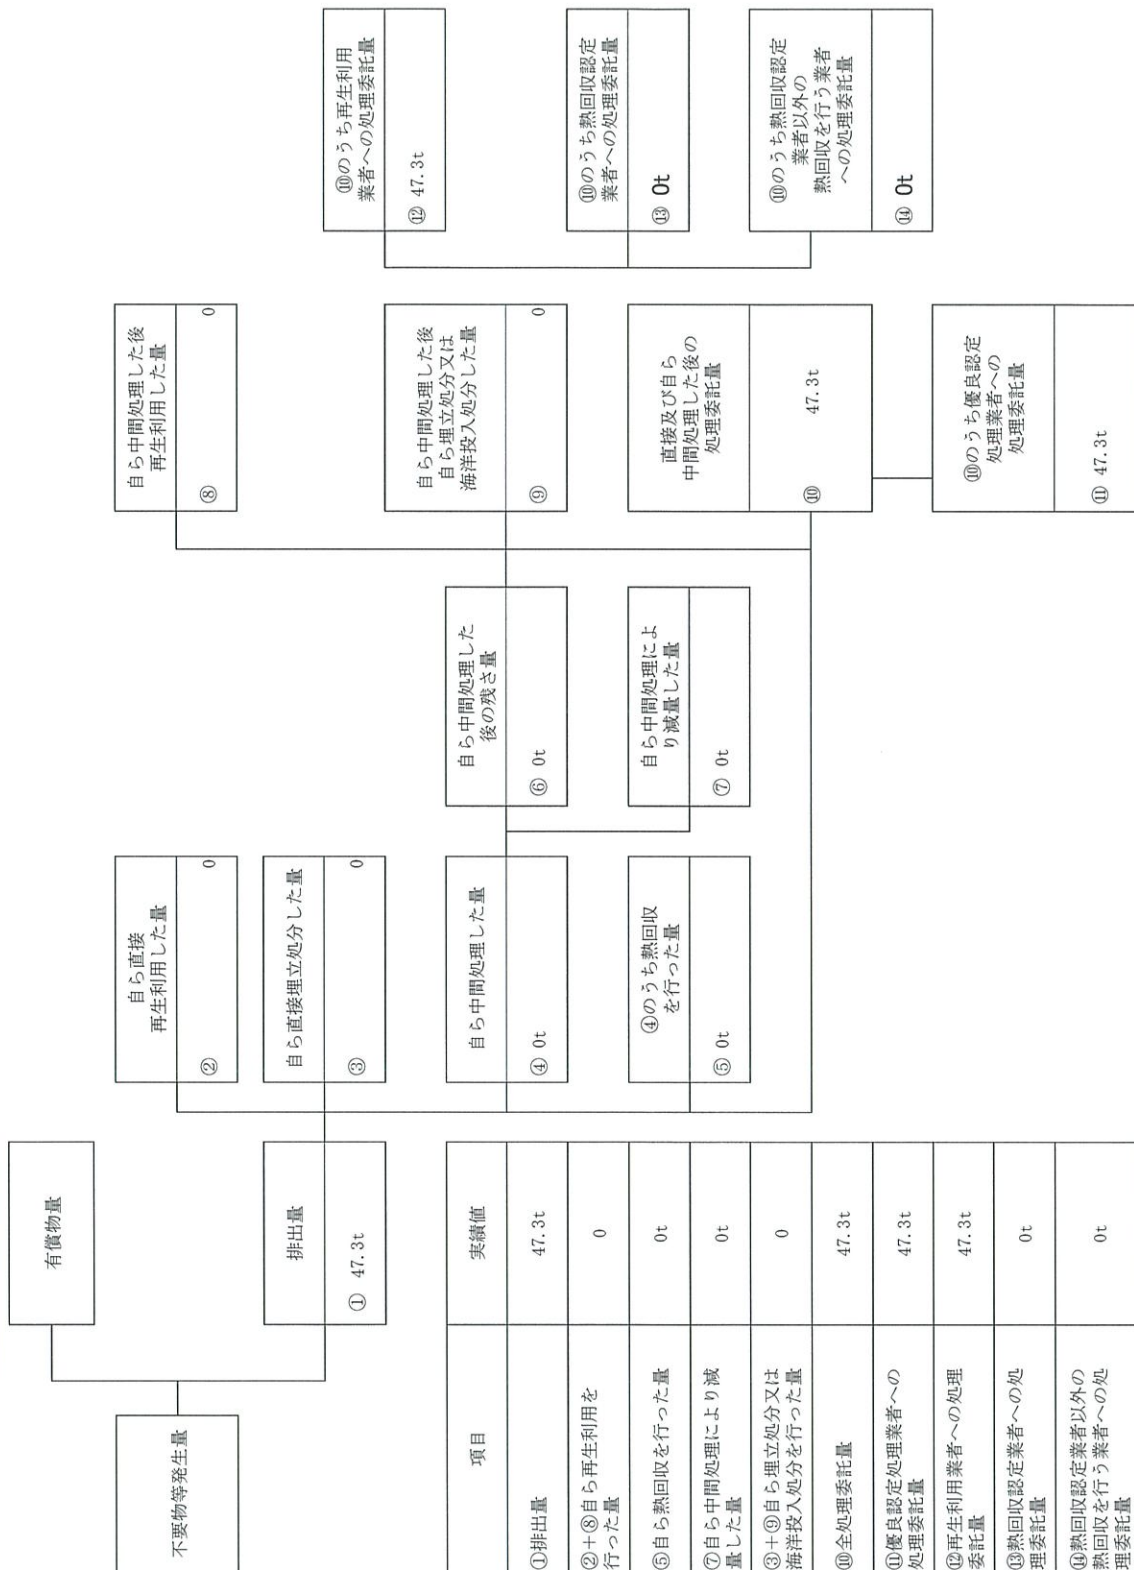 不要物等発生量
有償物量
排出量
① 47.3t
自ら直接
再生利用した量
② 0
自ら直接埋立処分した量
③ 0
自ら中間処理した量
④ 0t
④のうち熱回収
を行った量
⑤ 0t
自ら中間処理した
後の残さ量
⑥ 0t
自ら中間処理によ
り減量した量
⑦ 0t
自ら中間処理した後
再生利用した量
⑧ 0
自ら中間処理した後
自ら埋立処分又は
海洋投入処分した量
⑨ 0
直接及び自ら
中間処理した後の
処理委託量
⑩ 47.3t
⑩のうち優良認定
処理業者への
処理委託量
⑪ 47.3t
⑩のうち再生利用
業者への処理委託量
⑫ 47.3t
⑩のうち熱回収認定
業者への処理委託量
⑬ 0t
⑩のうち熱回収認定
業者以外の
熱回収を行う業者
への処理委託量
⑭ 0t
項目 実績値
①排出量 47.3t
②+⑧自ら再生利用を
行った量 0
⑤自ら熱回収を行った量 0t
⑦自ら中間処理により減
量した量 0t
③+⑨自ら埋立処分又は
海洋投入処分を行った量 0
⑩全処理委託量 47.3t
⑪優良認定処理業者への
処理委託量 47.3t
⑫再生利用業者への処理
委託量 47.3t
⑬熱回収認定業者への処
理委託量 0t
⑭熱回収認定業者以外の
熱回収を行う業者への処
理委託量 0t